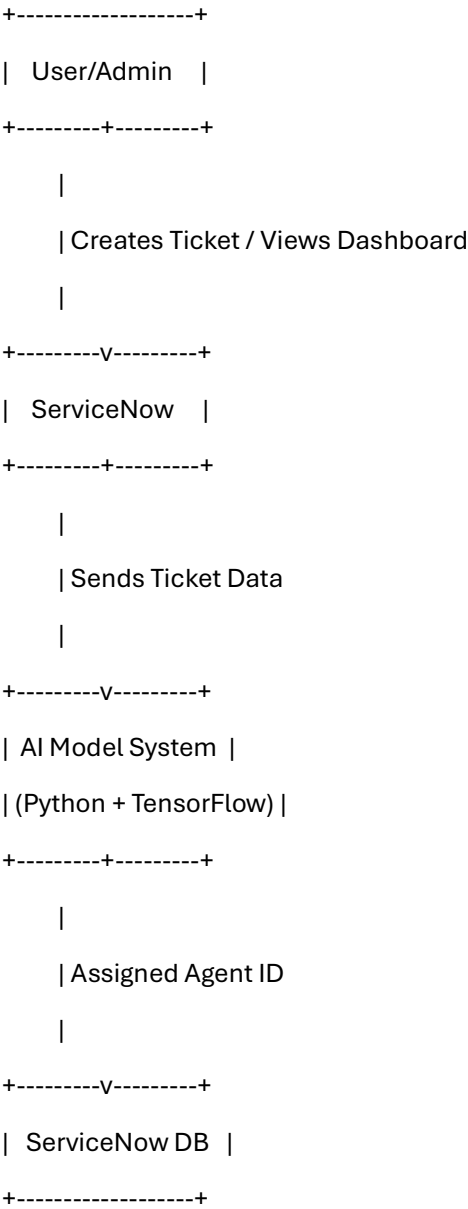 +-------------------+
|   User/Admin    |
+---------+---------+
|
| Creates Ticket / Views Dashboard
|
+---------v---------+
|   ServiceNow    |
+---------+---------+
|
| Sends Ticket Data
|
+---------v---------+
|  AI Model System  |
| (Python + TensorFlow) |
+---------+---------+
|
| Assigned Agent ID
|
+---------v---------+
|   ServiceNow DB   |
+-------------------+